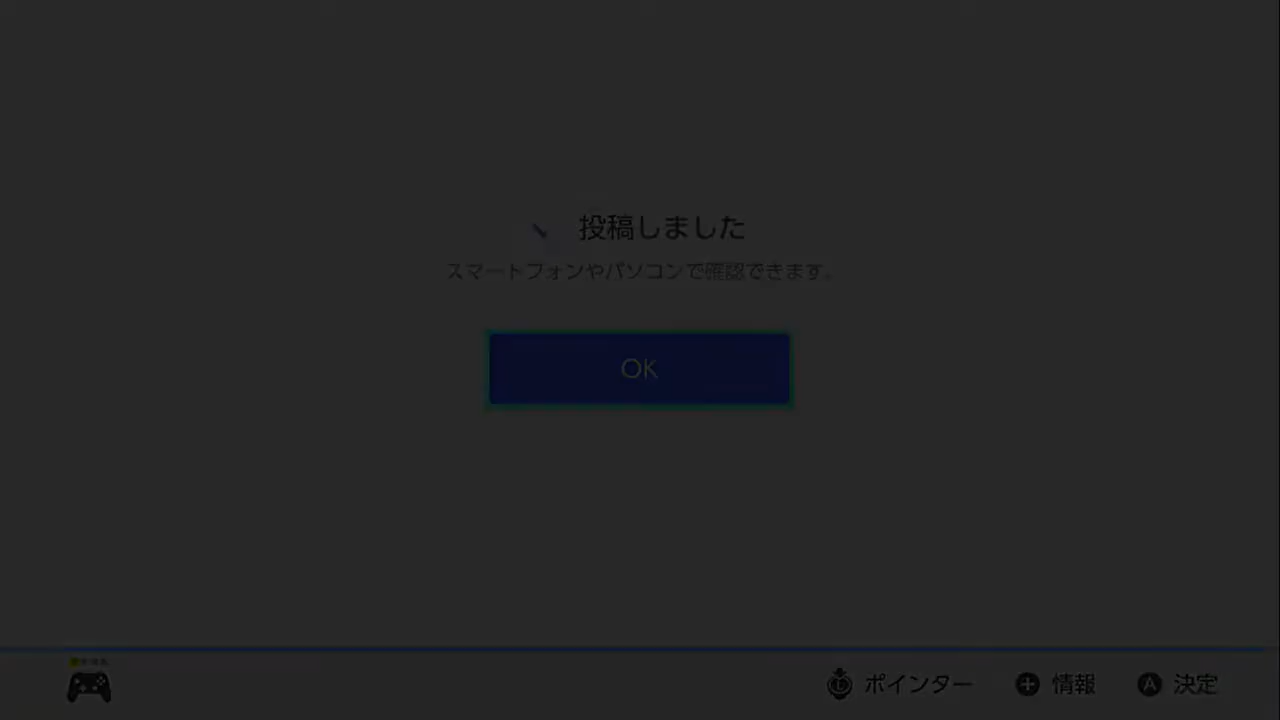 投稿しました
スマートフォンやパソコンで確認できます。
OK
ポインター
情報
A 決定